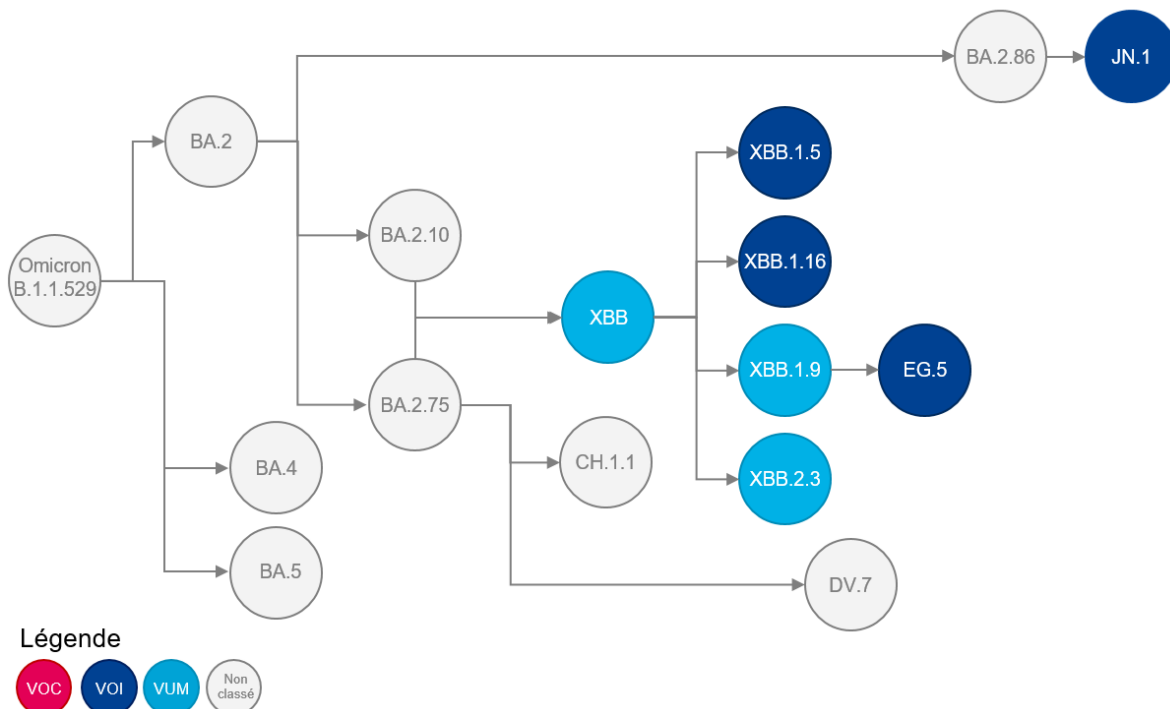 BA.2.86
JN.1
BA.2
XBB.1.5
BA.2.10
XBB.1.16
Omicron
B.1.1.529
XBB
XBB.1.9
EG.5
BA.2.75
BA.4
CH.1.1
XBB.2.3
BA.5
DV.7
Légende
VOC
VOI
VUM
Non
classé